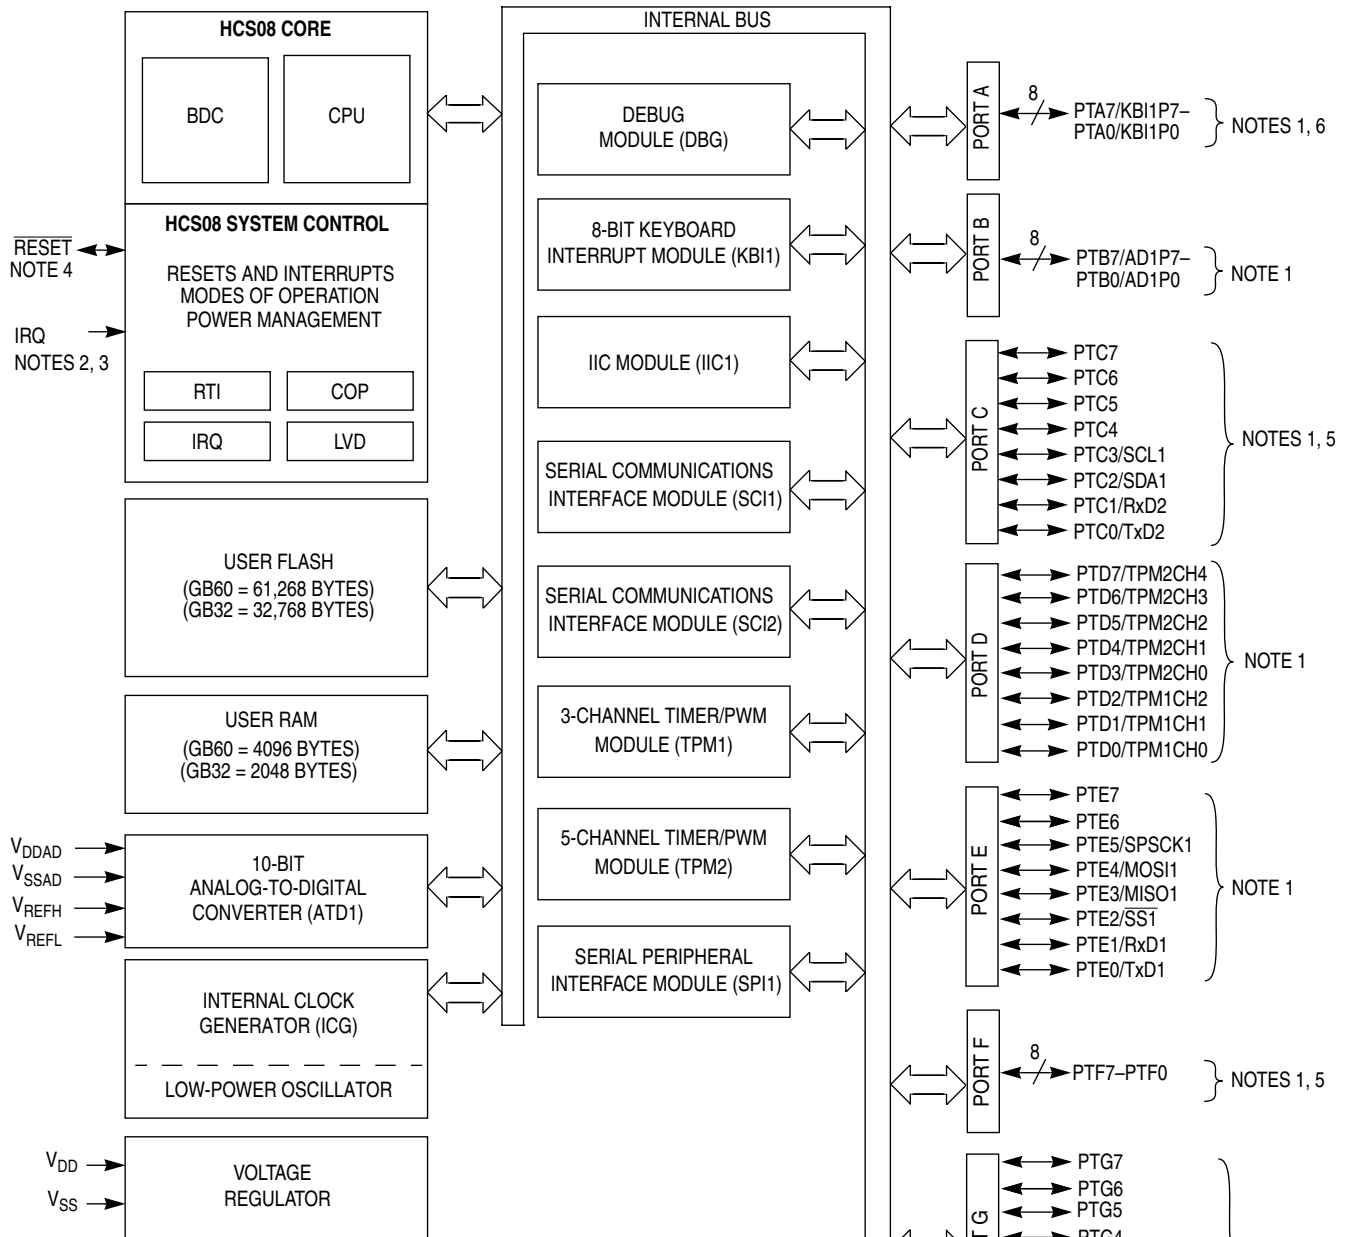 HCS08 CORE
BDC
CPU
HCS08 SYSTEM CONTROL
RESETS AND INTERRUPTS
MODES OF OPERATION
POWER MANAGEMENT
RTI
COP
IRQ
LVD
RESET
NOTE 4
IRQ
NOTES 2, 3
USER FLASH
(GB60 = 61,268 BYTES)
(GB32 = 32,768 BYTES)
USER RAM
(GB60 = 4096 BYTES)
(GB32 = 2048 BYTES)
VDDAD
VSSAD
VREFH
VREFL
10-BIT
ANALOG-TO-DIGITAL
CONVERTER (ATD1)
INTERNAL CLOCK
GENERATOR (ICG)
LOW-POWER OSCILLATOR
VDD
VSS
VOLTAGE
REGULATOR
INTERNAL BUS
DEBUG
MODULE (DBG)
8-BIT KEYBOARD
INTERRUPT MODULE (KBI1)
IIC MODULE (IIC1)
SERIAL COMMUNICATIONS
INTERFACE MODULE (SCI1)
SERIAL COMMUNICATIONS
INTERFACE MODULE (SCI2)
3-CHANNEL TIMER/PWM
MODULE (TPM1)
5-CHANNEL TIMER/PWM
MODULE (TPM2)
SERIAL PERIPHERAL
INTERFACE MODULE (SPI1)
PORT A
8
PTA7/KBI1P7–
PTA0/KBI1P0
NOTES 1, 6
PORT B
8
PTB7/AD1P7–
PTB0/AD1P0
NOTE 1
PORT C
PTC7
PTC6
PTC5
PTC4
PTC3/SCL1
PTC2/SDA1
PTC1/RxD2
PTC0/TxD2
NOTES 1, 5
PORT D
PTD7/TPM2CH4
PTD6/TPM2CH3
PTD5/TPM2CH2
PTD4/TPM2CH1
PTD3/TPM2CH0
PTD2/TPM1CH2
PTD1/TPM1CH1
PTD0/TPM1CH0
NOTE 1
PORT E
PTE7
PTE6
PTE5/SPSCK1
PTE4/MOSI1
PTE3/MISO1
PTE2/SS1
PTE1/RxD1
PTE0/TxD1
NOTE 1
PORT F
8
PTF7–PTF0
NOTES 1, 5
G
PTG7
PTG6
PTG5
PTG4